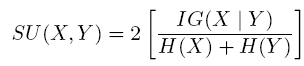 SU(X, Y) = 2 [ IG(X | Y) / H(X) + H(Y) ]